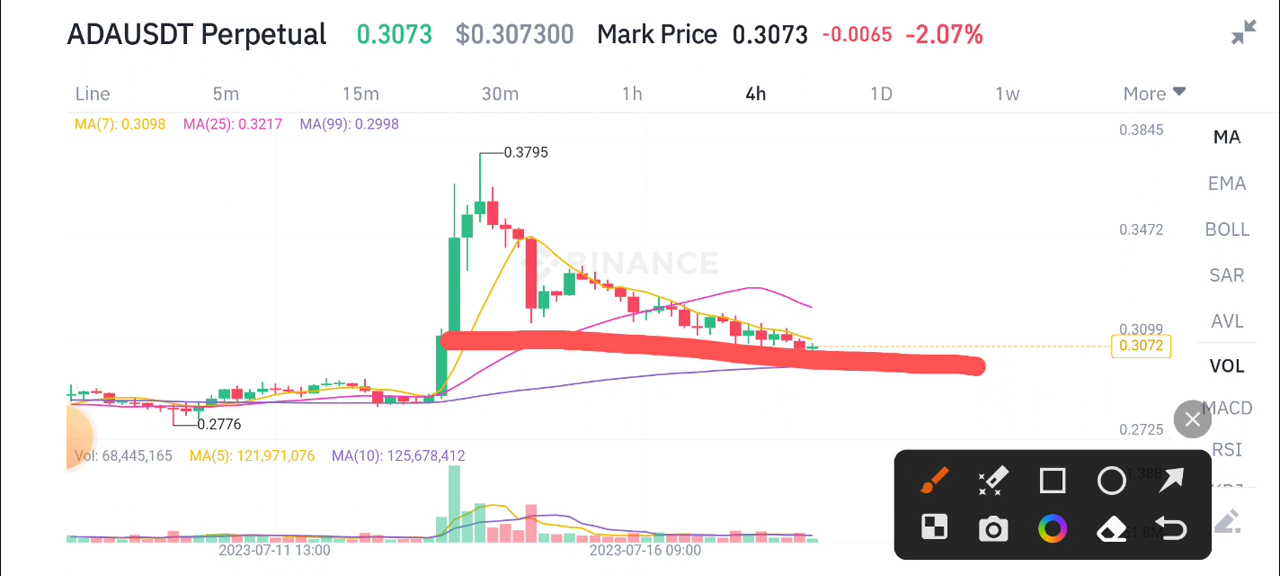 ADAUSDT Perpetual 0.3073 $0.307300 Mark Price 0.3073 -0.0065 -2.07%
Line 5m 15m 30m 1h 4h 1D 1w More
MA(7): 0.3098 MA(25): 0.3217 MA(99): 0.2998
0.3845
MA
0.3795
EMA
0.3472
BOLL
BINANCE
SAR
AVL
0.3099
0.3072
VOL
MACD
0.2776
0.2725
RSI
Vol: 68,445,165 MA(5): 121,971,076 MA(10): 125,678,412
2023-07-11 13:00 2023-07-16 09:00